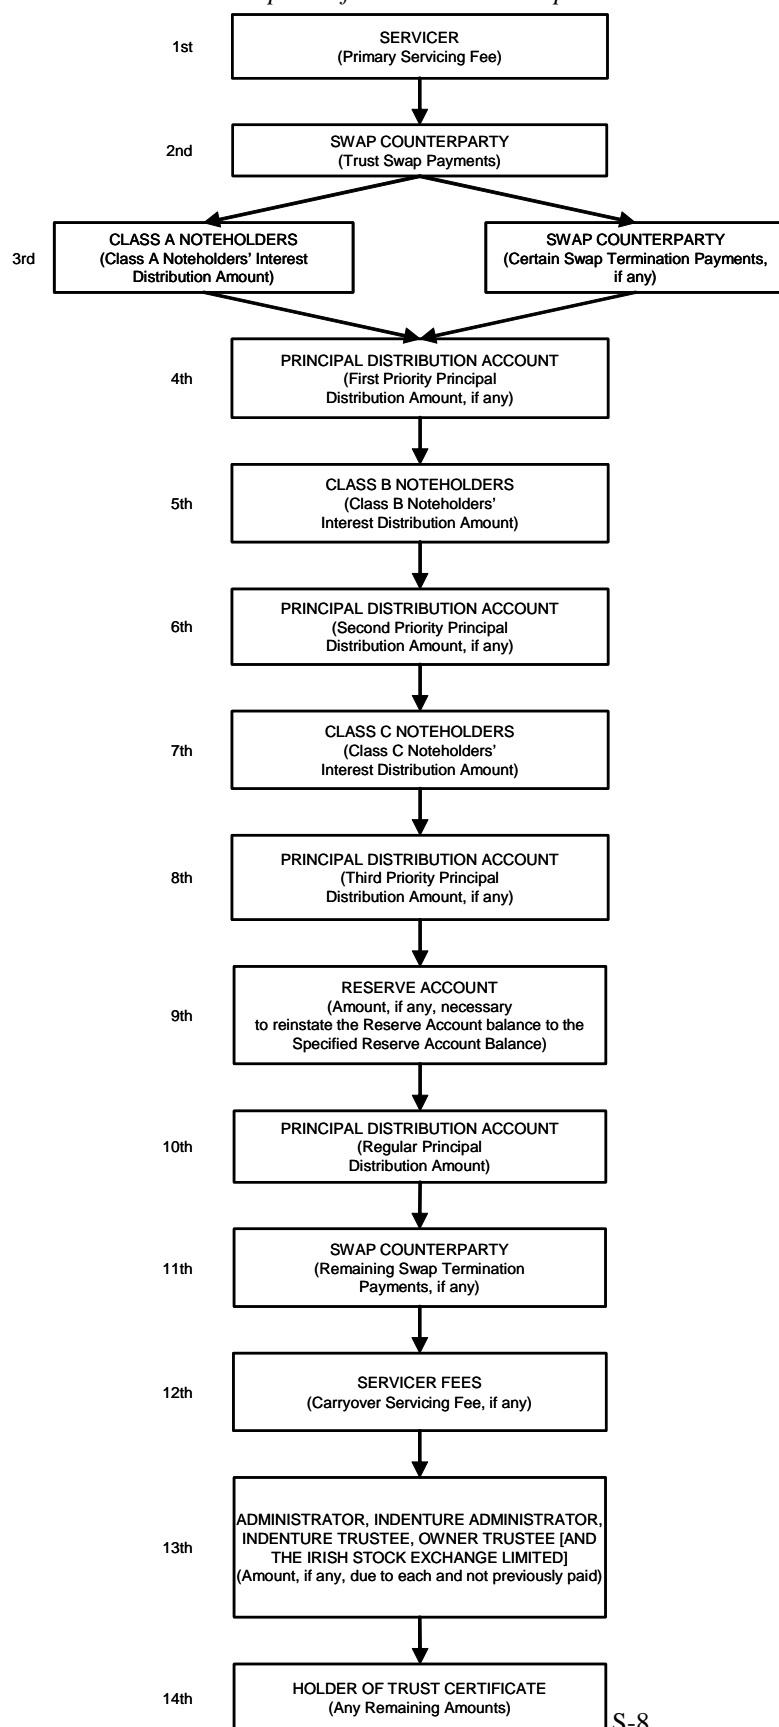 1st
SERVICER
(Primary Servicing Fee)
2nd
SWAP COUNTERPARTY
(Trust Swap Payments)
3rd
CLASS A NOTEHOLDERS
(Class A Noteholders' Interest
Distribution Amount)
SWAP COUNTERPARTY
(Certain Swap Termination Payments,
if any)
4th
PRINCIPAL DISTRIBUTION ACCOUNT
(First Priority Principal
Distribution Amount, if any)
5th
CLASS B NOTEHOLDERS
(Class B Noteholders'
Interest Distribution Amount)
6th
PRINCIPAL DISTRIBUTION ACCOUNT
(Second Priority Principal
Distribution Amount, if any)
7th
CLASS C NOTEHOLDERS
(Class C Noteholders'
Interest Distribution Amount)
8th
PRINCIPAL DISTRIBUTION ACCOUNT
(Third Priority Principal
Distribution Amount, if any)
9th
RESERVE ACCOUNT
(Amount, if any, necessary
to reinstate the Reserve Account balance to the
Specified Reserve Account Balance)
10th
PRINCIPAL DISTRIBUTION ACCOUNT
(Regular Principal
Distribution Amount)
11th
SWAP COUNTERPARTY
(Remaining Swap Termination
Payments, if any)
12th
SERVICER FEES
(Carryover Servicing Fee, if any)
13th
ADMINISTRATOR, INDENTURE ADMINISTRATOR,
INDENTURE TRUSTEE, OWNER TRUSTEE [AND
THE IRISH STOCK EXCHANGE LIMITED]
(Amount, if any, due to each and not previously paid)
14th
HOLDER OF TRUST CERTIFICATE
(Any Remaining Amounts)
S-8